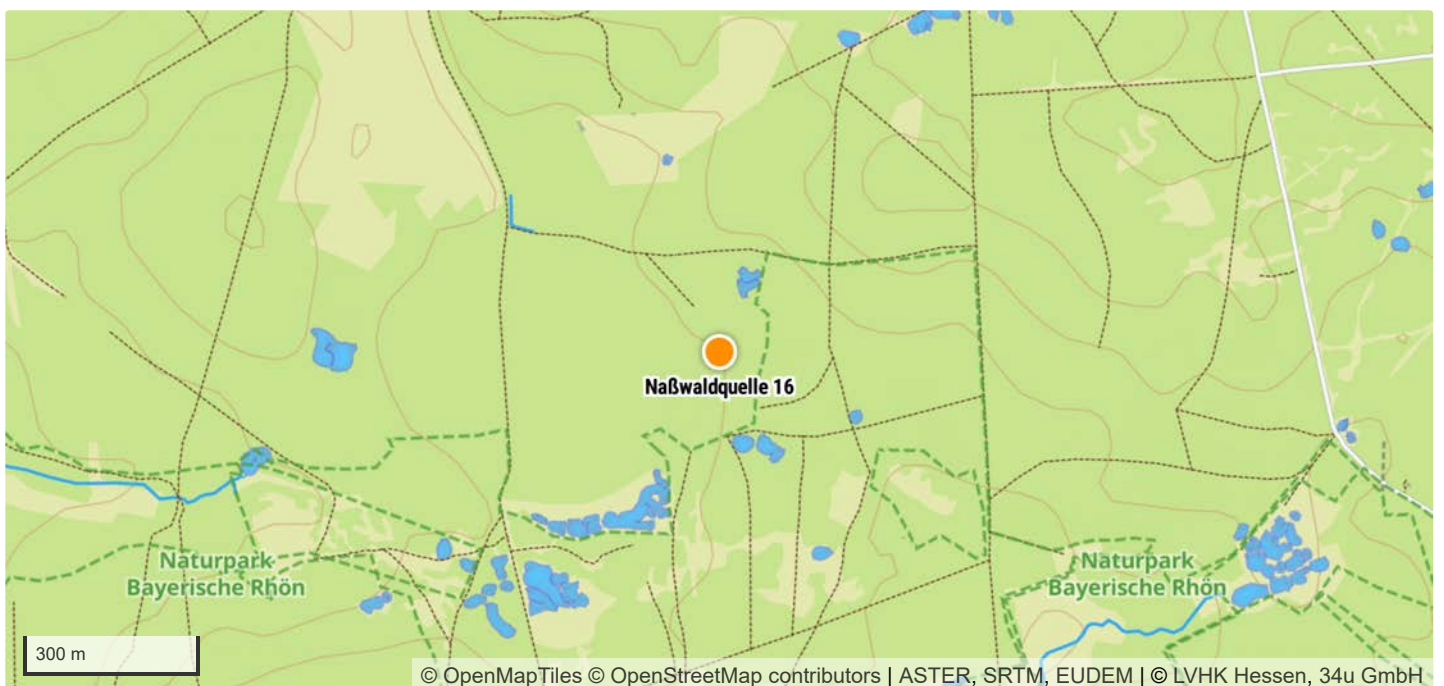 Naßwaldquelle 16
Naturpark
Bayerische Rhön
Naturpark
Bayerische Rhön
300 m
© OpenMapTiles © OpenStreetMap contributors | ASTER, SRTM, EUDEM | © LVHK Hessen, 34u GmbH